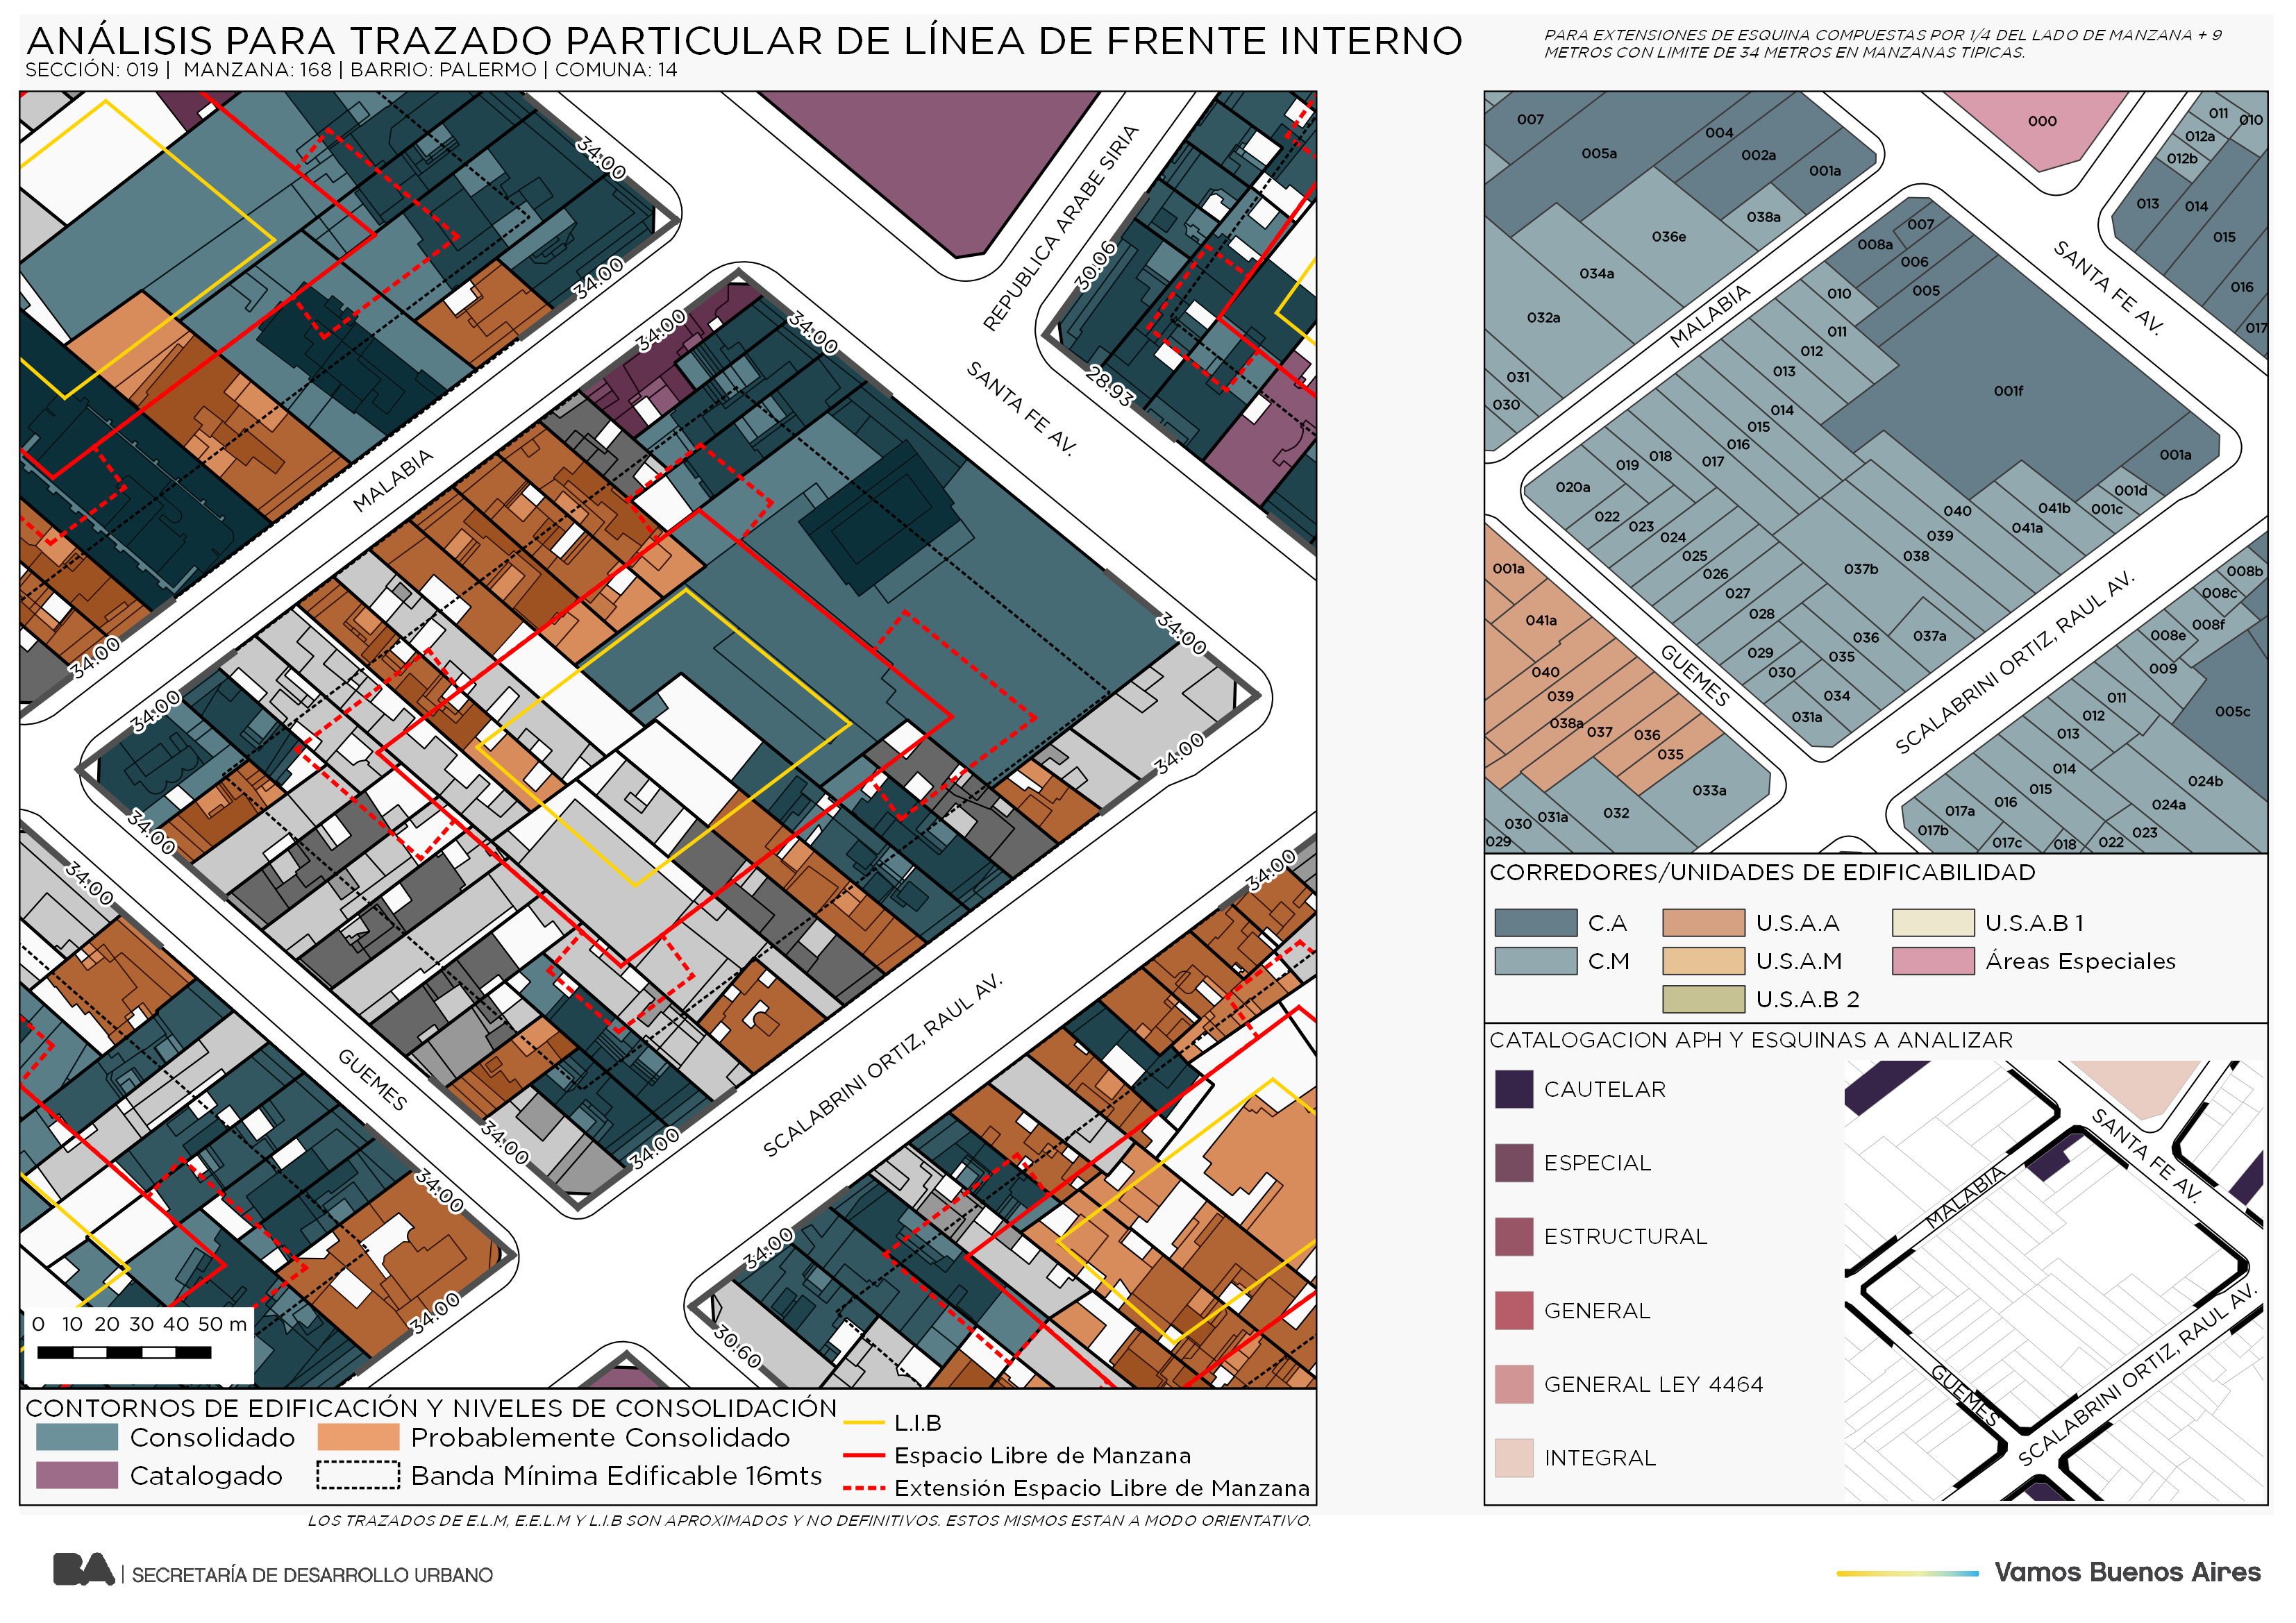 ANÁLISIS PARA TRAZADO PARTICULAR DE LÍNEA DE FRENTE INTERNO
SECCIÓN: 019 | MANZANA: 168 | BARRIO: PALERMO | COMUNA: 14
PARA EXTENSIONES DE ESQUINA COMPUESTAS POR 1/4 DEL LADO DE MANZANA + 9
METROS CON LIMITE DE 34 METROS EN MANZANAS TIPICAS.
34.00
34.00
34.00
34.00
REPUBLICA ARABE SIRIA
30.06
28.93
SANTA FE AV.
MALABIA
34.00
34.00
34.00
34.00
34.00
34.00
34.00
GUEMES
34.00
34.00
SCALABRINI ORTIZ, RAUL AV.
34.00
34.00
34.00
34.00
30.60
0 10 20 30 40 50 m
CONTORNOS DE EDIFICACIÓN Y NIVELES DE CONSOLIDACIÓN
Consolidado
Probablemente Consolidado
Catalogado
Banda Mínima Edificable 16mts
L.I.B
Espacio Libre de Manzana
Extensión Espacio Libre de Manzana
LOS TRAZADOS DE E.L.M, E.E.L.M Y L.I.B SON APROXIMADOS Y NO DEFINITIVOS. ESTOS MISMOS ESTAN A MODO ORIENTATIVO.
007
005a
004
002a
001a
038a
036e
034a
032a
031
030
000
011
010
012a
012b
013
014
015
016
017
SANTA FE AV.
MALABIA
007
008a
006
005
010
011
012
013
014
015
016
017
018
019
020a
001f
001a
001d
001c
041b
041a
040
039
038
037b
037a
036
035
034
031a
030
029
028
027
026
025
024
023
022
GUEMES
SCALABRINI ORTIZ, RAUL AV.
001a
041a
040
039
038a
037
036
035
033a
032
031a
030
029
008b
008c
008f
008e
009
005c
011
012
013
014
015
016
017a
017b
017c
018
022
023
024a
024b
CORREDORES/UNIDADES DE EDIFICABILIDAD
C.A
U.S.A.A
U.S.A.B 1
C.M
U.S.A.M
Áreas Especiales
U.S.A.B 2
CATALOGACION APH Y ESQUINAS A ANALIZAR
CAUTELAR
ESPECIAL
ESTRUCTURAL
GENERAL
GENERAL LEY 4464
INTEGRAL
SANTA FE AV.
MALABIA
GUEMES
SCALABRINI ORTIZ, RAUL AV.
BA | SECRETARÍA DE DESARROLLO URBANO
Vamos Buenos Aires